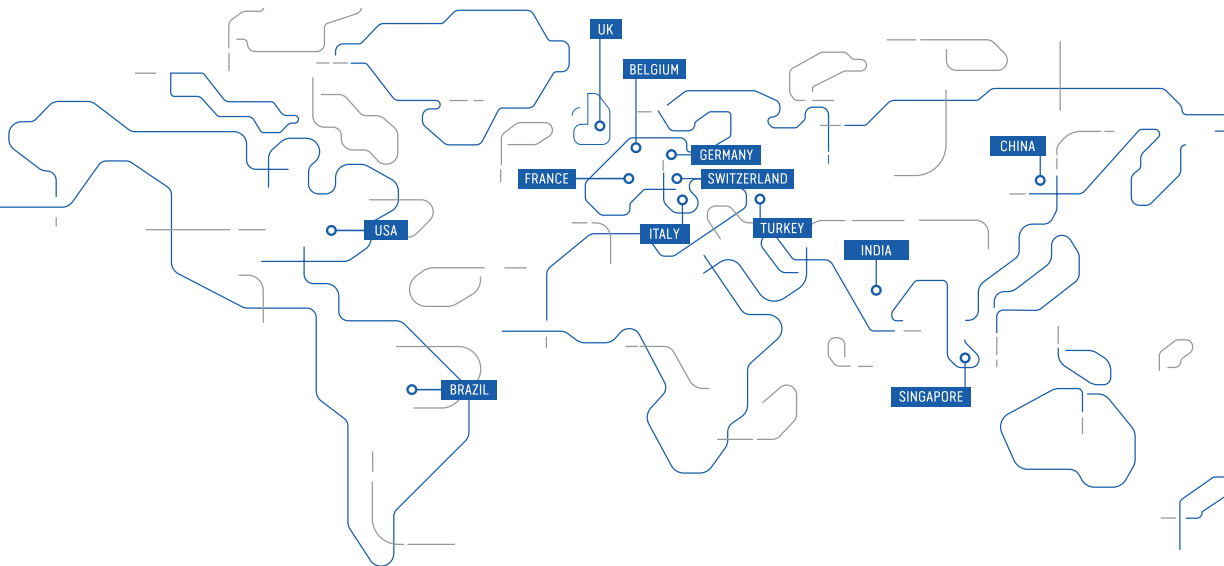 UK
BELGIUM
CHINA
GERMANY
FRANCE
SWITZERLAND
USA
ITALY
TURKEY
INDIA
BRAZIL
SINGAPORE